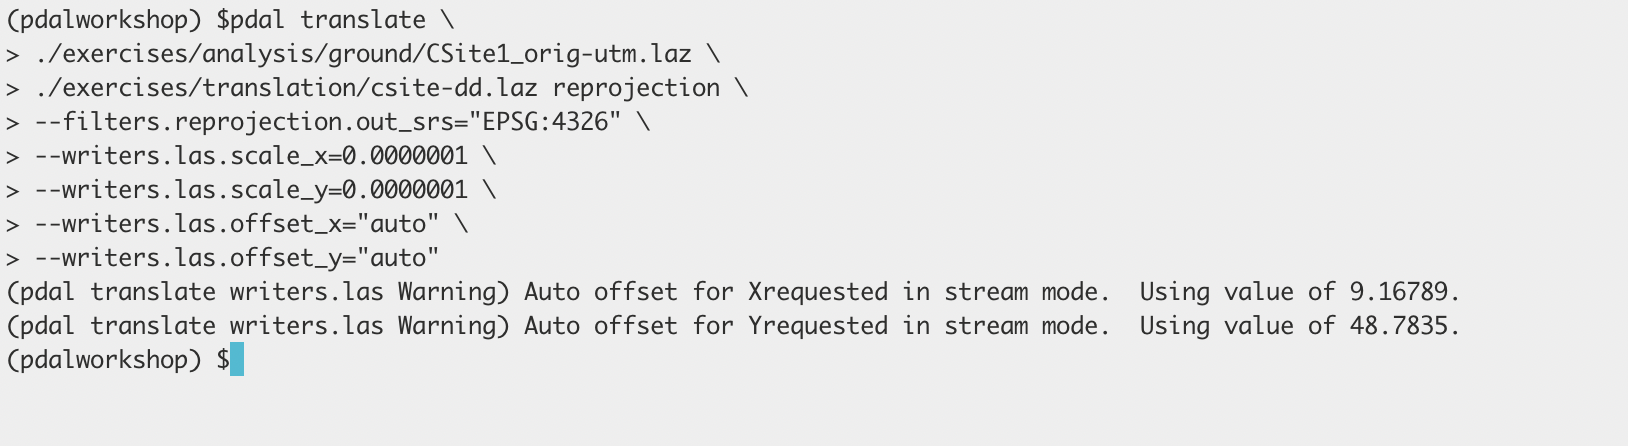 (pdalworkshop) $pdal translate \
> ./exercises/analysis/ground/CSite1_orig-utm.laz \
> ./exercises/translation/csite-dd.laz reprojection \
> --filters.reprojection.out_srs="EPSG:4326" \
> --writers.las.scale_x=0.0000001 \
> --writers.las.scale_y=0.0000001 \
> --writers.las.offset_x="auto" \
> --writers.las.offset_y="auto"
(pdal translate writers.las Warning) Auto offset for Xrequested in stream mode.  Using value of 9.16789.
(pdal translate writers.las Warning) Auto offset for Yrequested in stream mode.  Using value of 48.7835.
(pdalworkshop) $